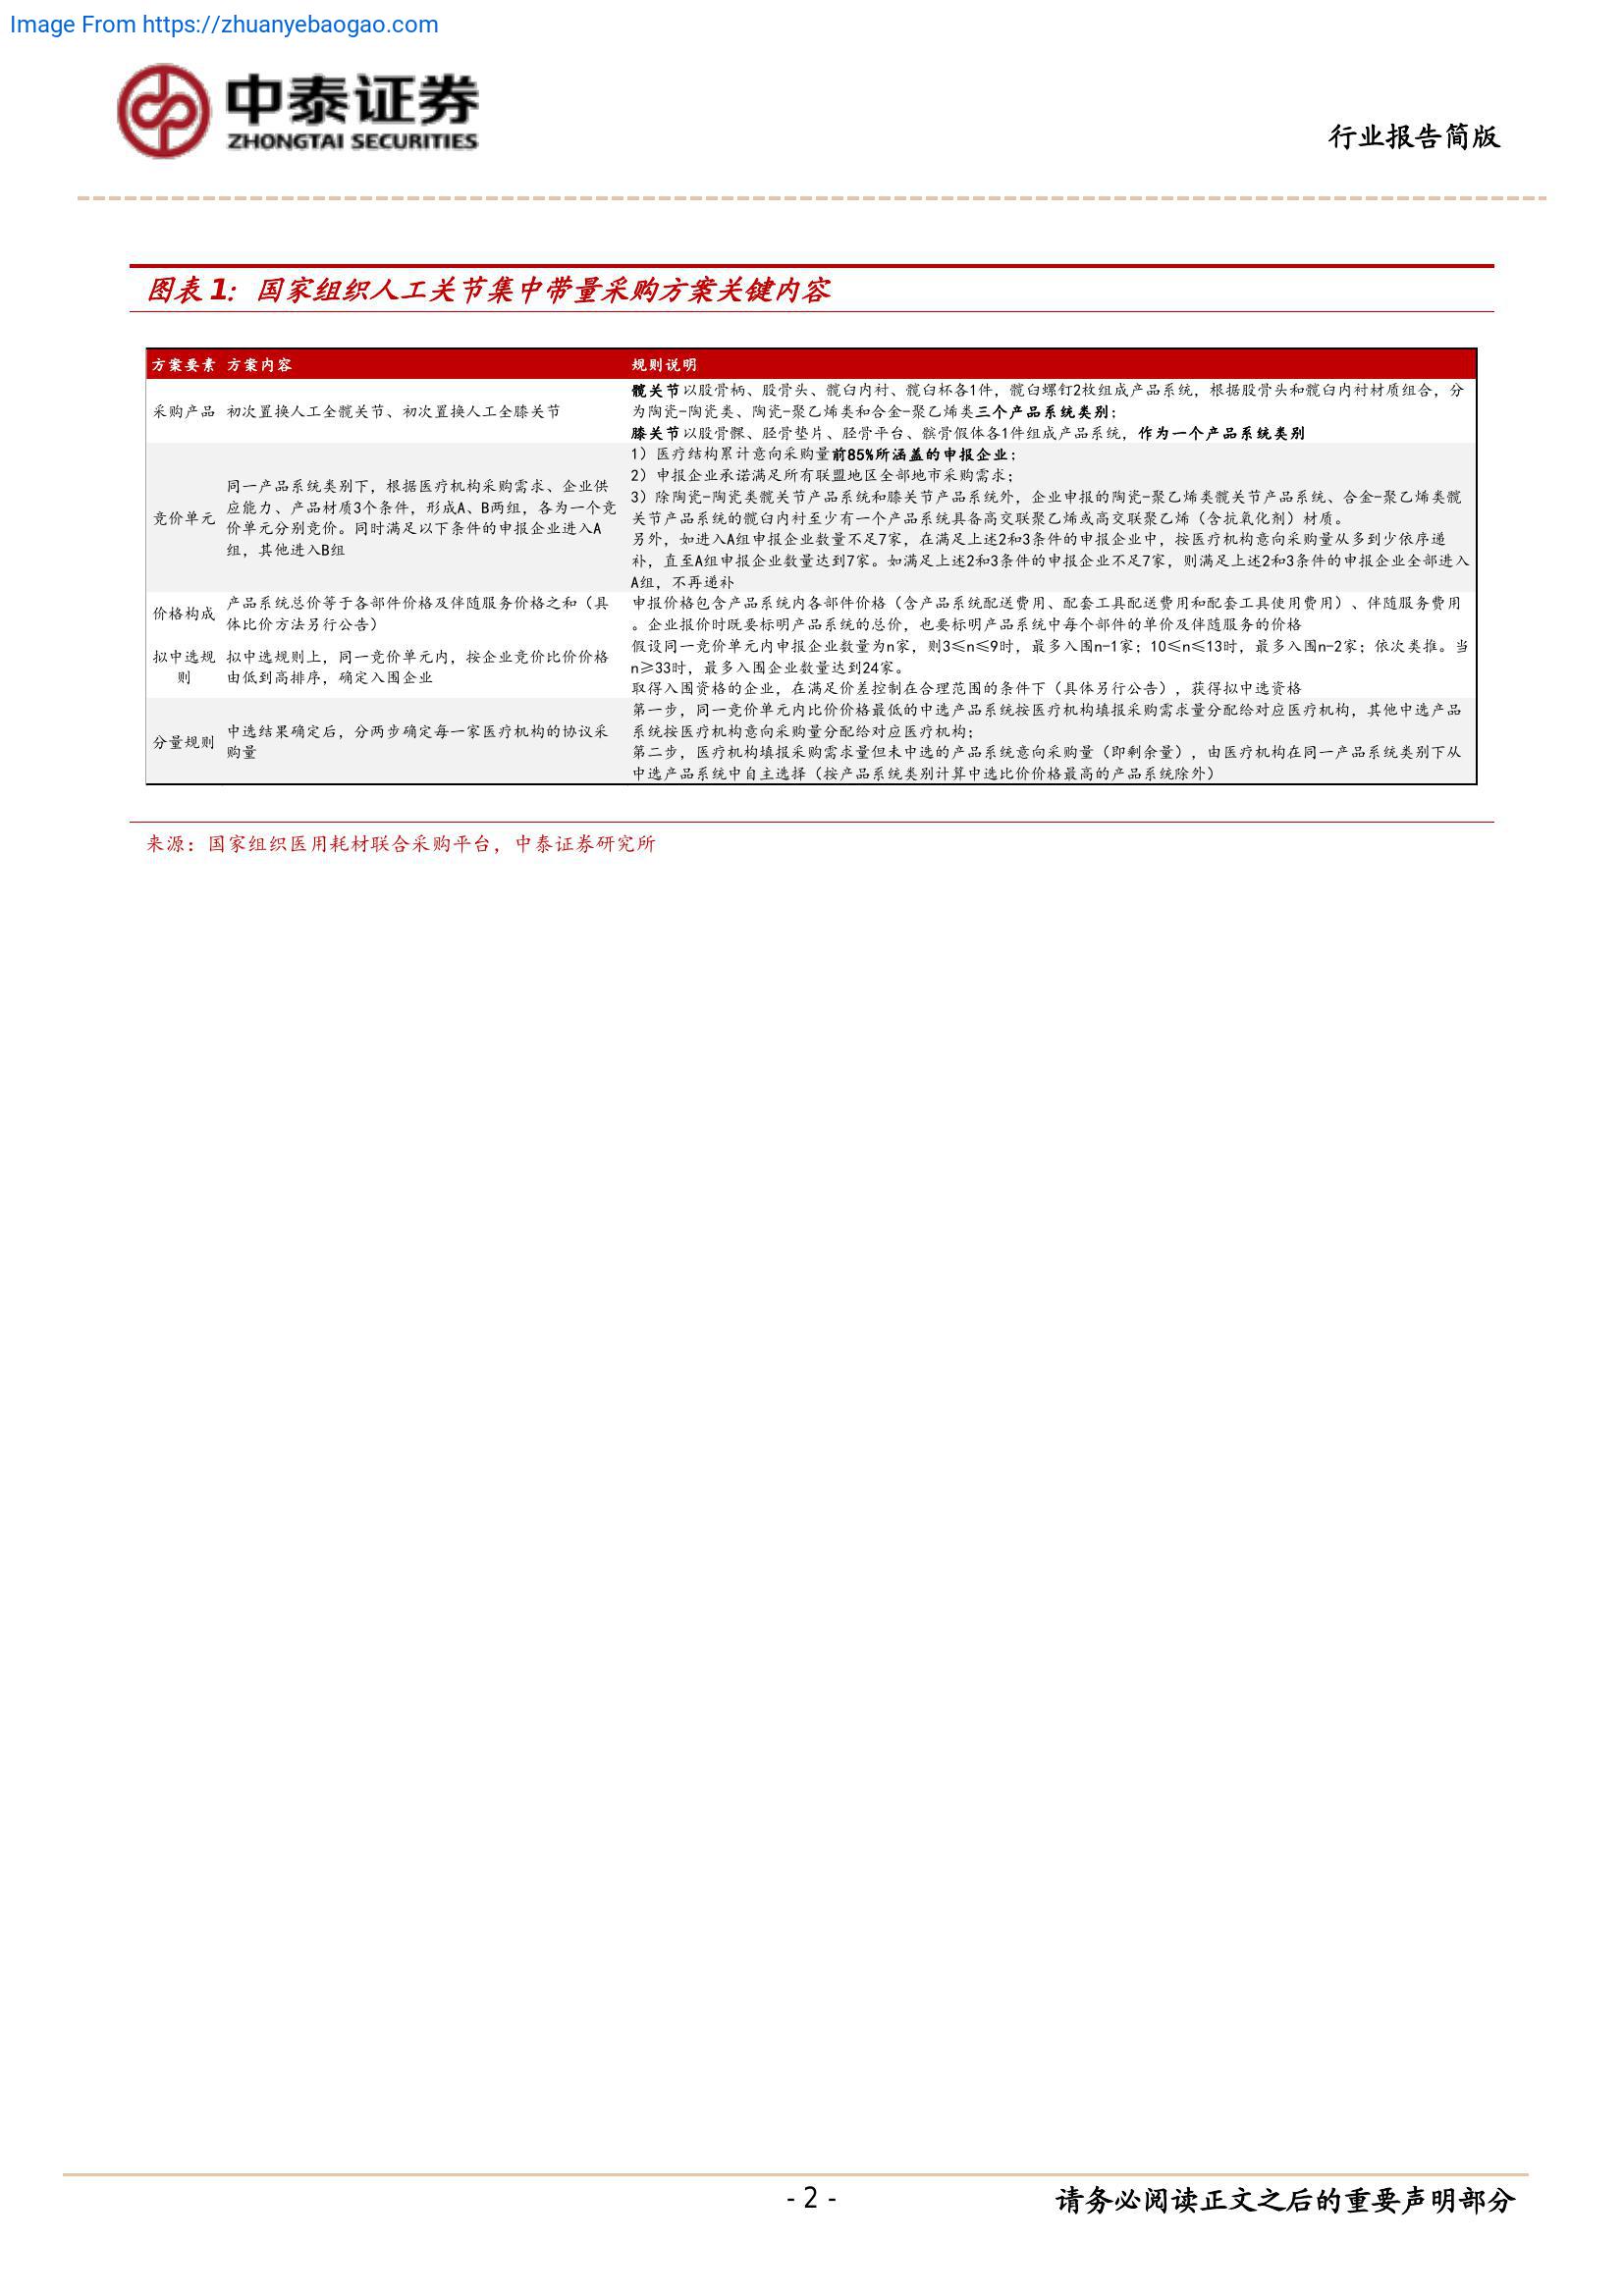 Image From https://zhuanyebaogao.com
中泰证券
ZHONGTAI SECURITIES
行业报告简版
图表 1：国家组织人工关节集中带量采购方案关键内容
方案要素 方案内容 规则说明
采购产品 初次置换人工全髋关节、初次置换人工全膝关节
髋关节以股骨柄、股骨头、髋臼内衬、髋臼杯各1件，髋臼螺钉2枚组成产品系统，根据股骨头和髋臼内衬材质组合，分
为陶瓷-陶瓷类、陶瓷-聚乙烯类和合金-聚乙烯类三个产品系统类别；
膝关节以股骨髁、胫骨垫片、胫骨平台、髌骨假体各1件组成产品系统，作为一个产品系统类别
竞价单元
同一产品系统类别下，根据医疗机构采购需求、企业供
应能力、产品材质3个条件，形成A、B两组，各为一个竞
价单元分别竞价。同时满足以下条件的申报企业进入A
组，其他进入B组
1）医疗结构累计意向采购量前85%所涵盖的申报企业；
2）申报企业承诺满足所有联盟地区全部地市采购需求；
3）除陶瓷-陶瓷类髋关节产品系统和膝关节产品系统外，企业申报的陶瓷-聚乙烯类髋关节产品系统、合金-聚乙烯类髋
关节产品系统的髋臼内衬至少有一个产品系统具备高交联聚乙烯或高交联聚乙烯（含抗氧化剂）材质。
另外，如进入A组申报企业数量不足7家，在满足上述2和3条件的申报企业中，按医疗机构意向采购量从多到少依序递
补，直至A组申报企业数量达到7家。如满足上述2和3条件的申报企业不足7家，则满足上述2和3条件的申报企业全部进入
A组，不再递补
价格构成
产品系统总价等于各部件价格及伴随服务价格之和（具
体比价方法另行公告）
申报价格包含产品系统内各部件价格（含产品系统配送费用、配套工具配送费用和配套工具使用费用）、伴随服务费用
。企业报价时既要标明产品系统的总价，也要标明产品系统中每个部件的单价及伴随服务的价格
拟中选规
则
拟中选规则上，同一竞价单元内，按企业竞价比价价格
由低到高排序，确定入围企业
假设同一竞价单元内申报企业数量为n家，则3≤n≤9时，最多入围n-1家；10≤n≤13时，最多入围n-2家；依次类推。当
n≥33时，最多入围企业数量达到24家。
取得入围资格的企业，在满足价差控制在合理范围的条件下（具体另行公告），获得拟中选资格
分量规则
中选结果确定后，分两步确定每一家医疗机构的协议采
购量
第一步，同一竞价单元内比价价格最低的中选产品系统按医疗机构填报采购需求量分配给对应医疗机构，其他中选产品
系统按医疗机构意向采购量分配给对应医疗机构；
第二步，医疗机构填报采购需求量但未中选的产品系统意向采购量（即剩余量），由医疗机构在同一产品系统类别下从
中选产品系统中自主选择（按产品系统类别计算中选比价价格最高的产品系统除外）
来源：国家组织医用耗材联合采购平台，中泰证券研究所
- 2 -
请务必阅读正文之后的重要声明部分